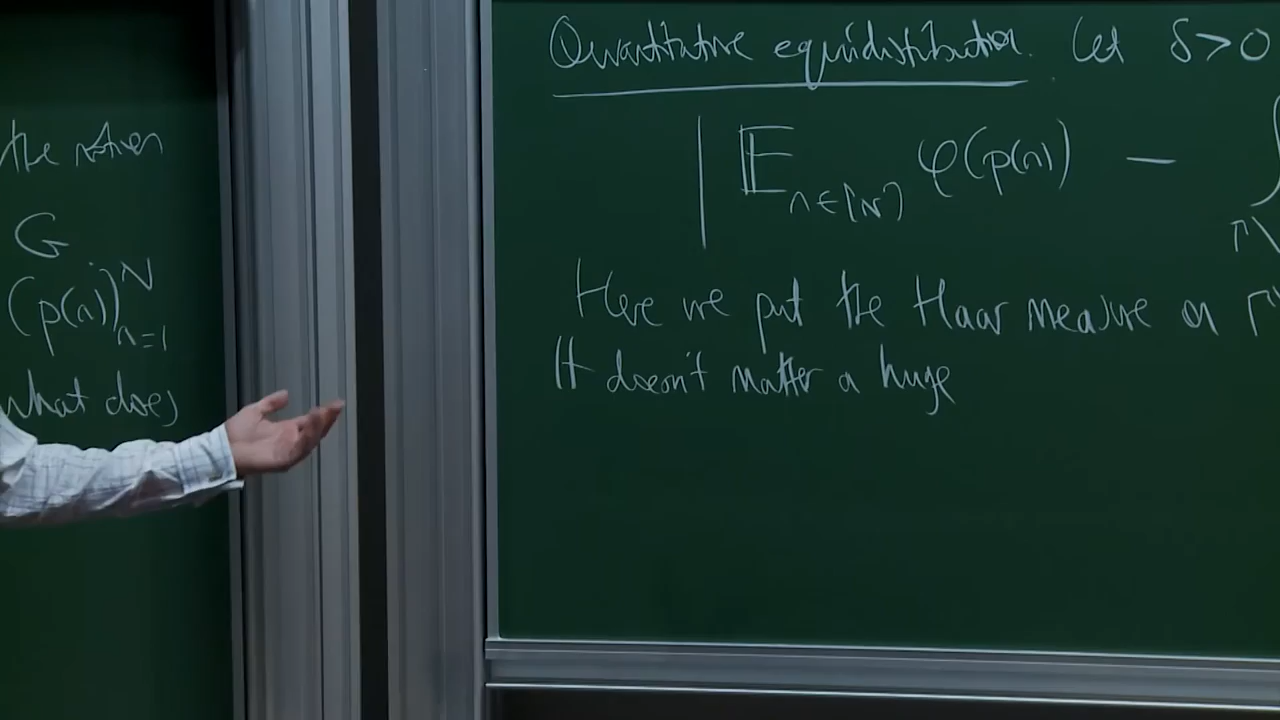 the notion
G
(p(n))_{n=1}^N
what does
Quantitative equidistribution. Let δ>0
| 𝔼_{n∈[N]} φ(p(n)) - ∫_{Γ\
Here we put the Haar measure on Γ\
It doesn't matter a huge